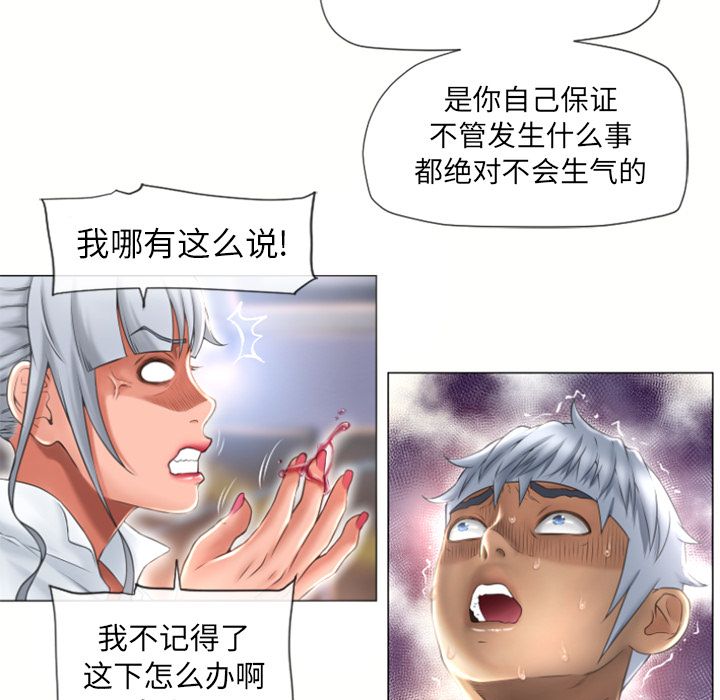 是你自己保证
不管发生什么事
都绝对不会生气的
我哪有这么说!
我不记得了
这下怎么办啊